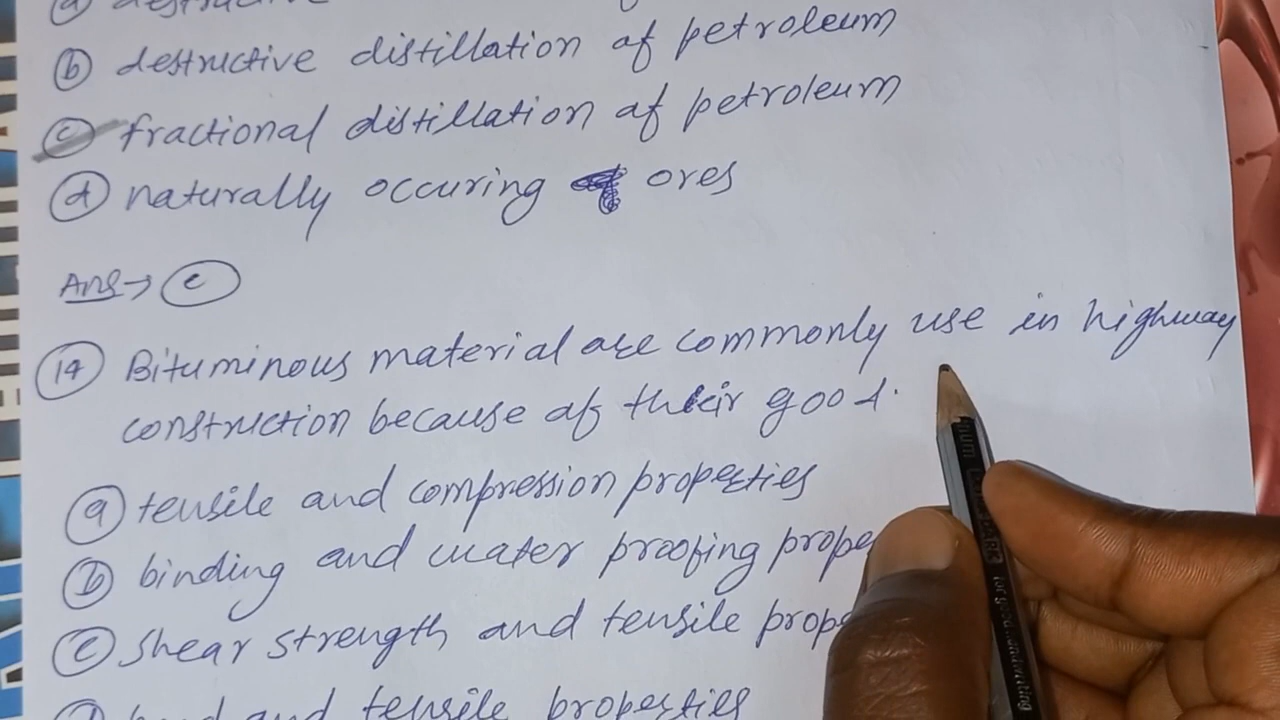 (b) destructive distillation of petroleum
(c) fractional distillation of petroleum
(d) naturally occuring ores
Ans→ (c)
(14) Bituminous material are commonly use in highway
construction because of their good.
(a) tensile and compression properties
(b) binding and water proofing prope
(c) shear strength and tensile prope
and tensile properties